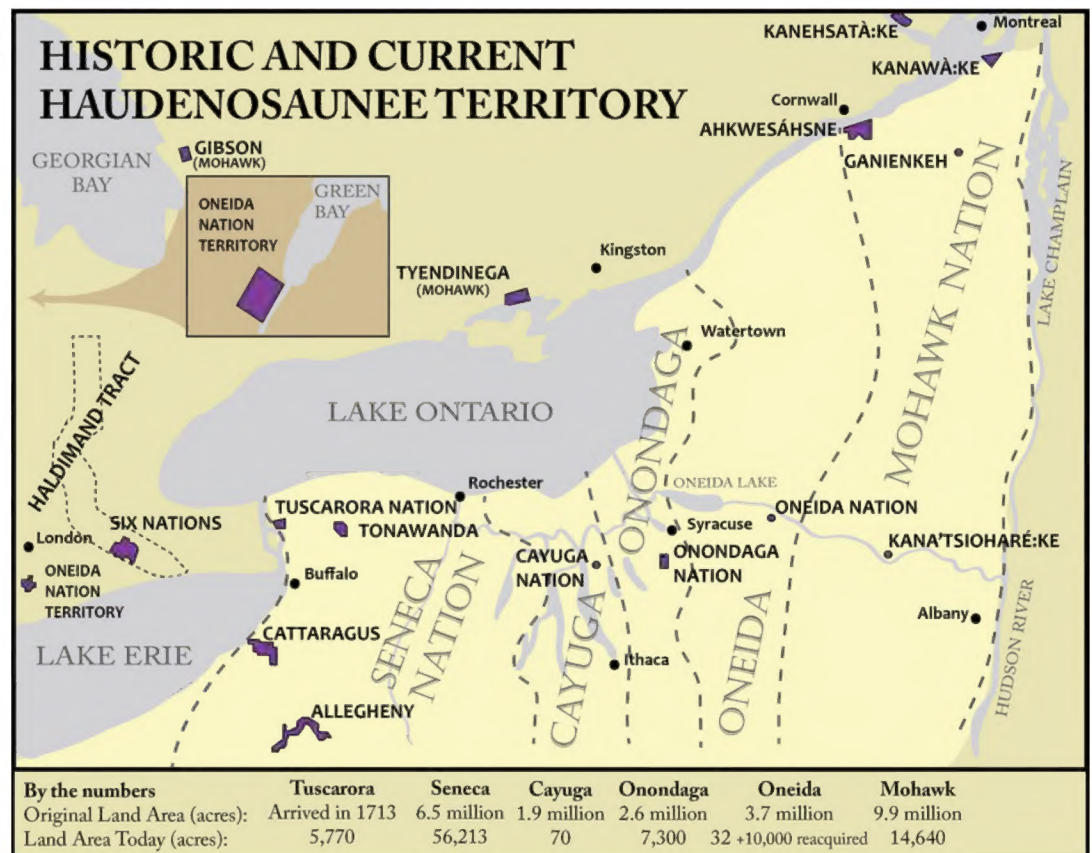 HISTORIC AND CURRENT
HAUDENOSAUNEE TERRITORY
KANEHSATÀ:KE
Montreal
KANAWÀ:KE
Cornwall
AHKWESÁHSNE
GANIENKEH
GEORGIAN
BAY
GIBSON
(MOHAWK)
ONEIDA
NATION
TERRITORY
GREEN
BAY
TYENDINEGA
(MOHAWK)
Kingston
Watertown
LAKE CHAMPLAIN
MOHAWK NATION
HALDIMAND TRACT
LAKE ONTARIO
ONONDAGA
Rochester
ONEIDA LAKE
TUSCARORA NATION
TONAWANDA
ONEIDA NATION
SIX NATIONS
London
Syracuse
KANA'TSIOHARÉ:KE
CAYUGA
NATION
ONONDAGA
NATION
ONEIDA
NATION
TERRITORY
Buffalo
SENECA
NATION
Albany
CATTARAGUS
LAKE ERIE
CAYUGA
Ithaca
ONEIDA
HUDSON RIVER
ALLEGHENY
By the numbers Tuscarora Seneca Cayuga Onondaga Oneida Mohawk
Original Land Area (acres): Arrived in 1713 6.5 million 1.9 million 2.6 million 3.7 million 9.9 million
Land Area Today (acres): 5,770 56,213 70 7,300 32 +10,000 reacquired 14,640